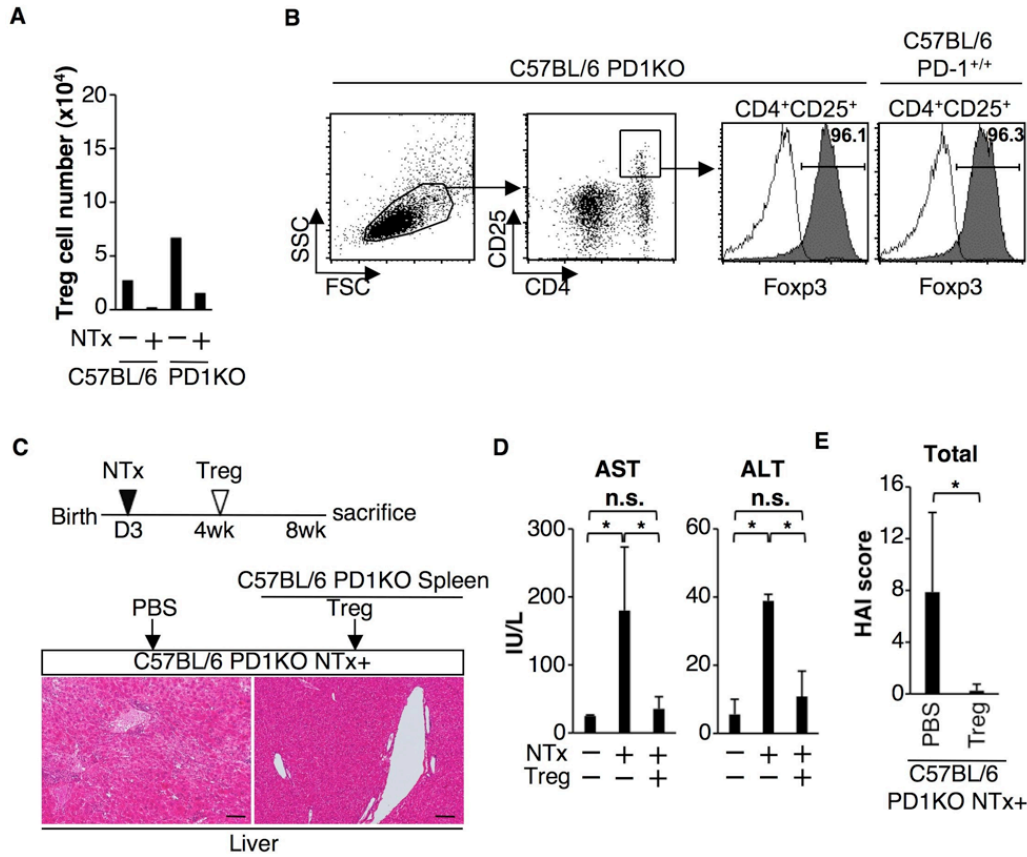 A
Treg cell number (x10⁴)
20
15
10
5
0
NTx − + − +
C57BL/6 PD1KO
B
C57BL/6 PD1KO
C57BL/6
PD-1⁺/⁺
CD4⁺CD25⁺
CD4⁺CD25⁺
96.1
96.3
SSC
FSC
CD25
CD4
Foxp3
Foxp3
C
NTx Treg
Birth
D3 4wk 8wk
sacrifice
C57BL/6 PD1KO Spleen
PBS Treg
C57BL/6 PD1KO NTx+
Liver
D
AST
n.s.
* *
300
200
100
0
IU/L
ALT
n.s.
* *
60
40
20
0
NTx − + + − + +
Treg − − + − − +
E
Total
*
HAI score
16
12
8
4
0
PBS
Treg
C57BL/6
PD1KO NTx+